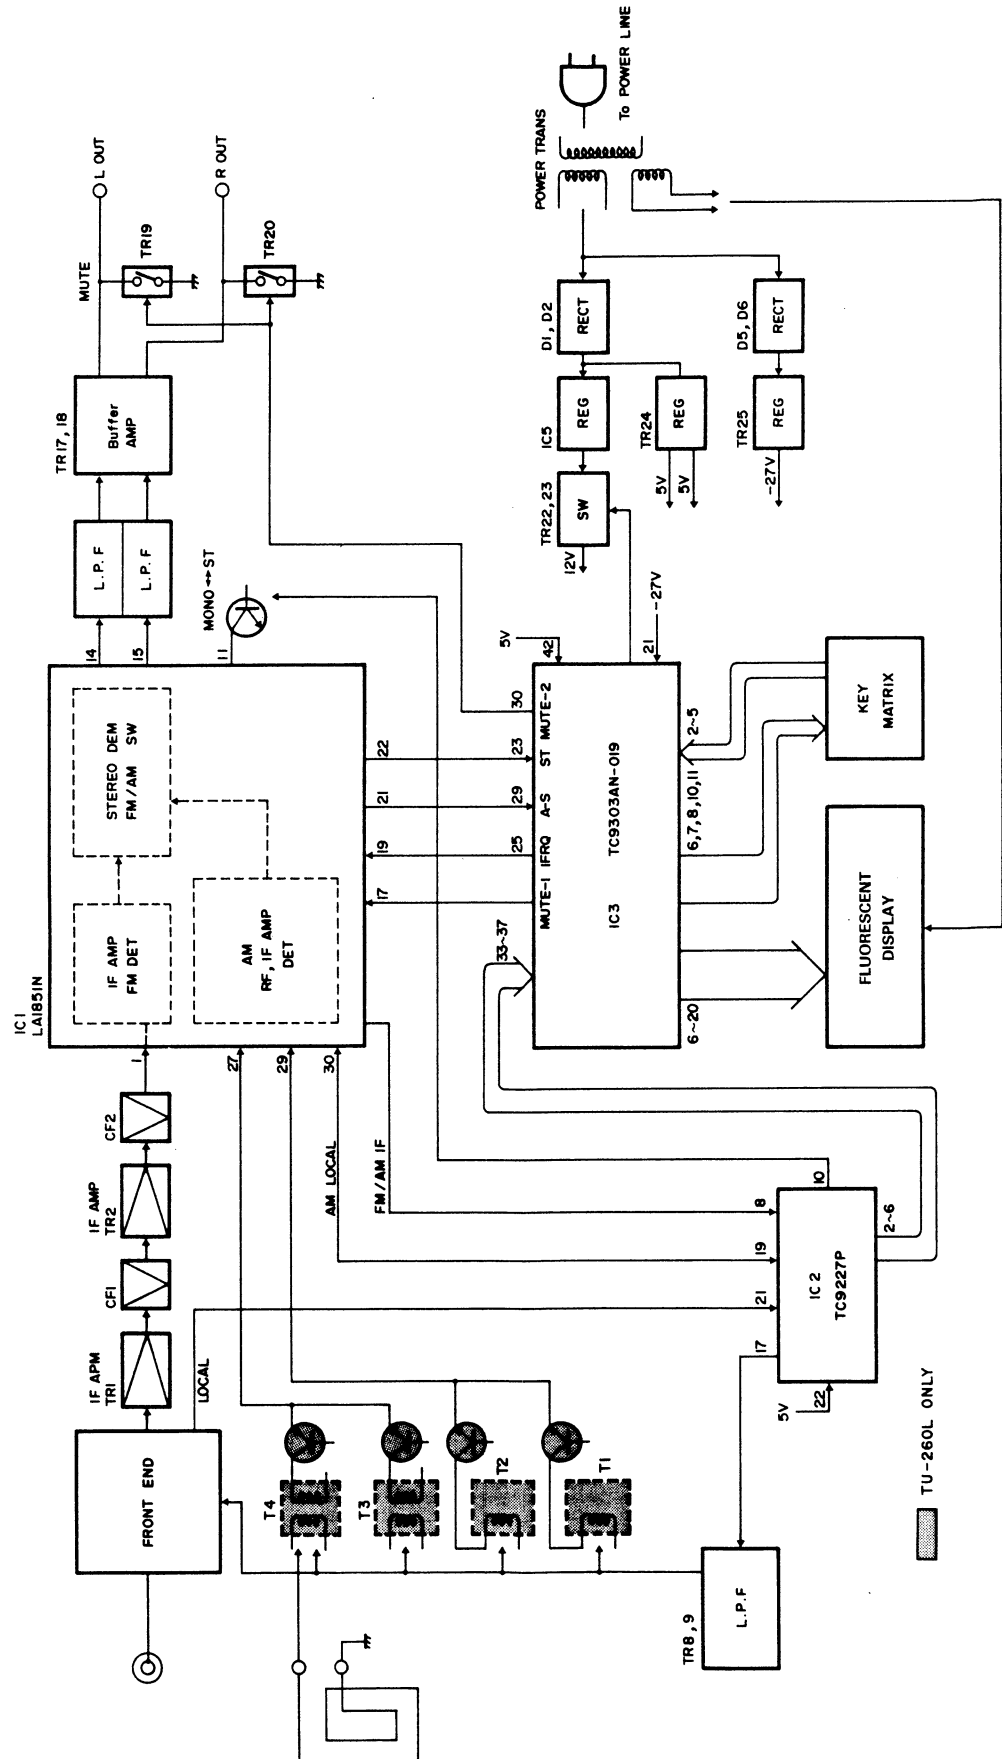 FRONT END
LOCAL
IF APM
TR1
CF1
IF AMP
TR2
CF2
1
IC1
LA1851N
IF AMP
FM DET
STEREO DEM
FM/AM SW
AM
RF, IF AMP
DET
14
15
11
L.P.F
L.P.F
TR17, 18
Buffer
AMP
MUTE
TR19
L OUT
R OUT
TR20
MONO↔ST
27
29
30
17
19
21
22
AM LOCAL
FM/AM IF
T4
T3
T2
T1
TR8, 9
L.P.F
17
21
19
8
10
5V
22
IC2
TC9227P
2~6
33~37
MUTE-1
IFRQ
A-S
ST
MUTE-2
25
29
23
30
5V
42
21
-27V
IC3
TC9303AN-019
6~20
6,7,8,10,11
2~5
FLUORESCENT
DISPLAY
KEY
MATRIX
12V
TR22, 23
SW
IC5
REG
D1, D2
RECT
5V
5V
TR24
REG
-27V
TR25
REG
D5, D6
RECT
POWER TRANS
To POWER LINE
TU-260L ONLY